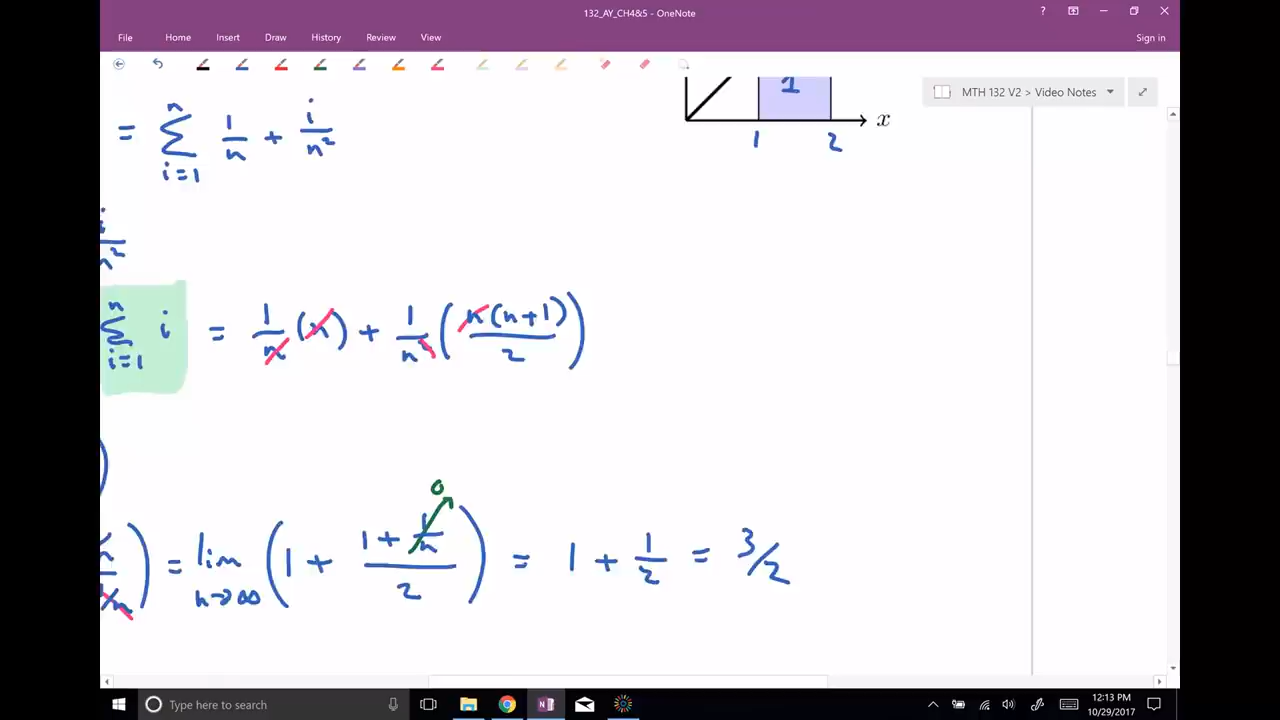 132_AY_CH4&5 - OneNote
File Home Insert Draw History Review View Sign in
MTH 132 V2 > Video Notes
1
x
1 2
= ∑_{i=1}^{n} 1/n + i/n²
i/n²
∑_{i=1}^{n} i = 1/n (n) + 1/n² (n(n+1)/2)
)
= lim_{n→∞} (1 + (1 + 1/n)/2) = 1 + 1/2 = 3/2
0
Type here to search
12:13 PM
10/29/2017